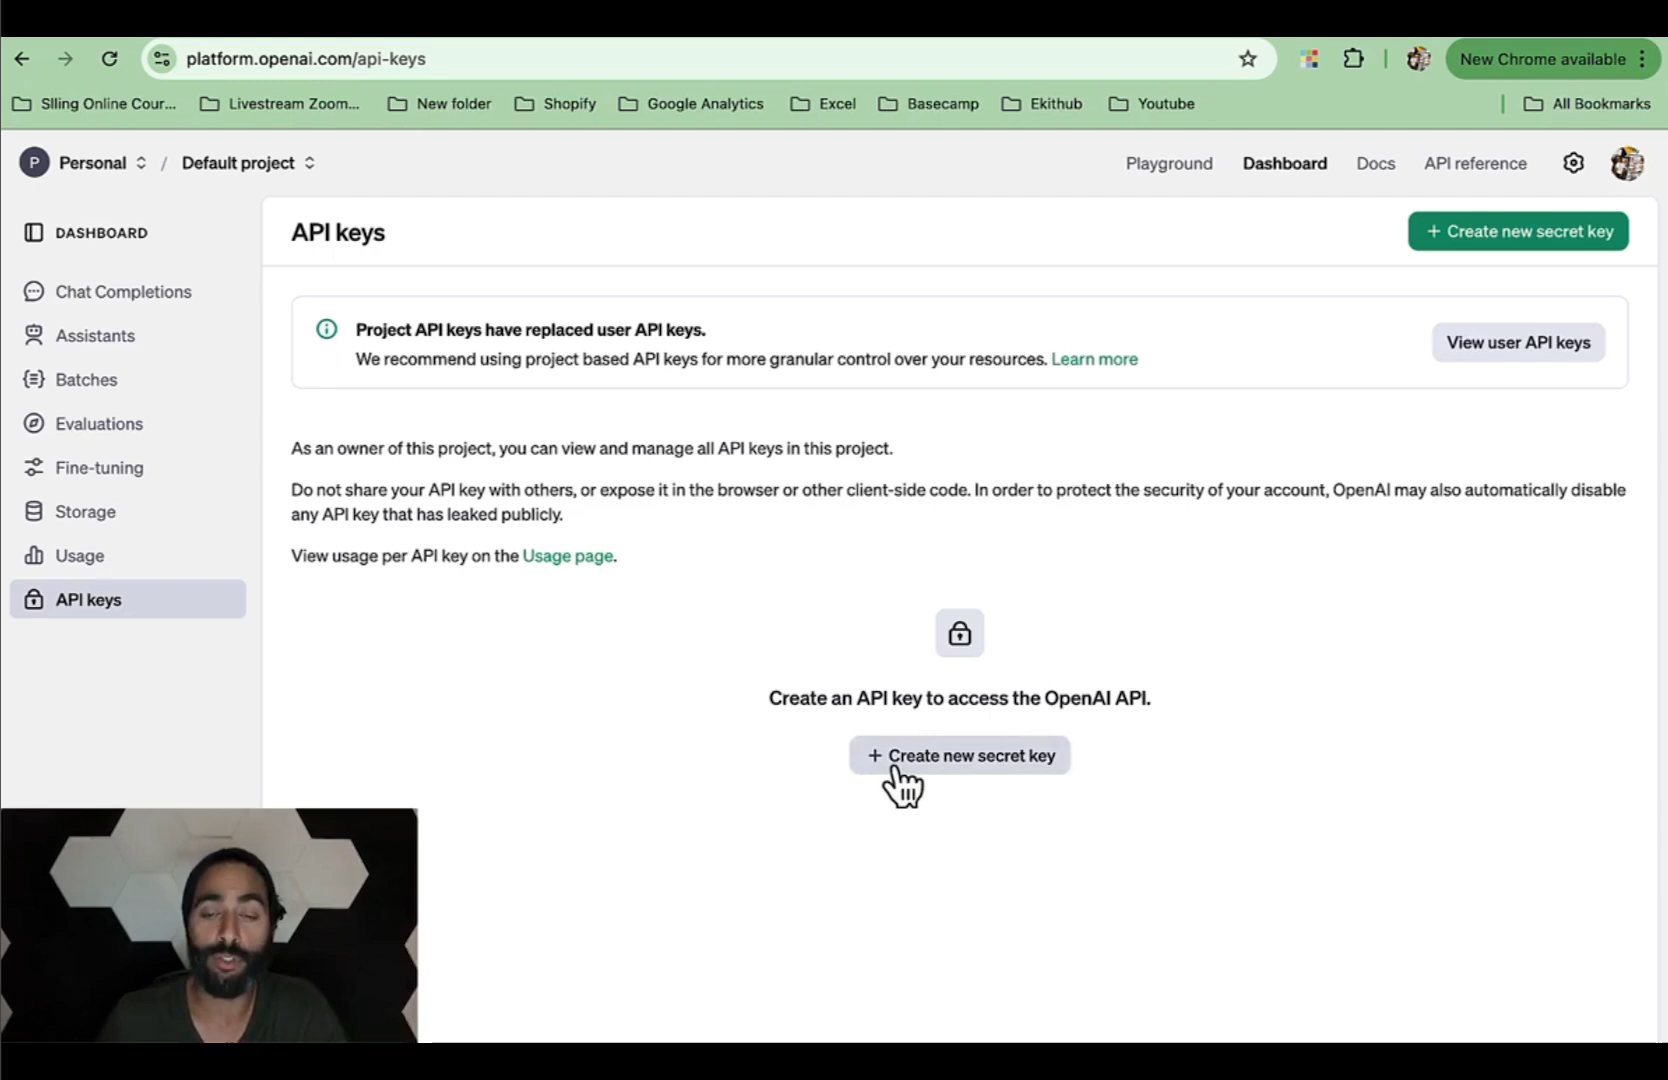 platform.openai.com/api-keys
New Chrome available
Slling Online Cour...
Livestream Zoom...
New folder
Shopify
Google Analytics
Excel
Basecamp
Ekithub
Youtube
All Bookmarks
P Personal / Default project
Playground
Dashboard
Docs
API reference
DASHBOARD
Chat Completions
Assistants
Batches
Evaluations
Fine-tuning
Storage
Usage
API keys
API keys
+ Create new secret key
Project API keys have replaced user API keys.
We recommend using project based API keys for more granular control over your resources. Learn more
View user API keys
As an owner of this project, you can view and manage all API keys in this project.
Do not share your API key with others, or expose it in the browser or other client-side code. In order to protect the security of your account, OpenAI may also automatically disable
any API key that has leaked publicly.
View usage per API key on the Usage page.
Create an API key to access the OpenAI API.
+ Create new secret key